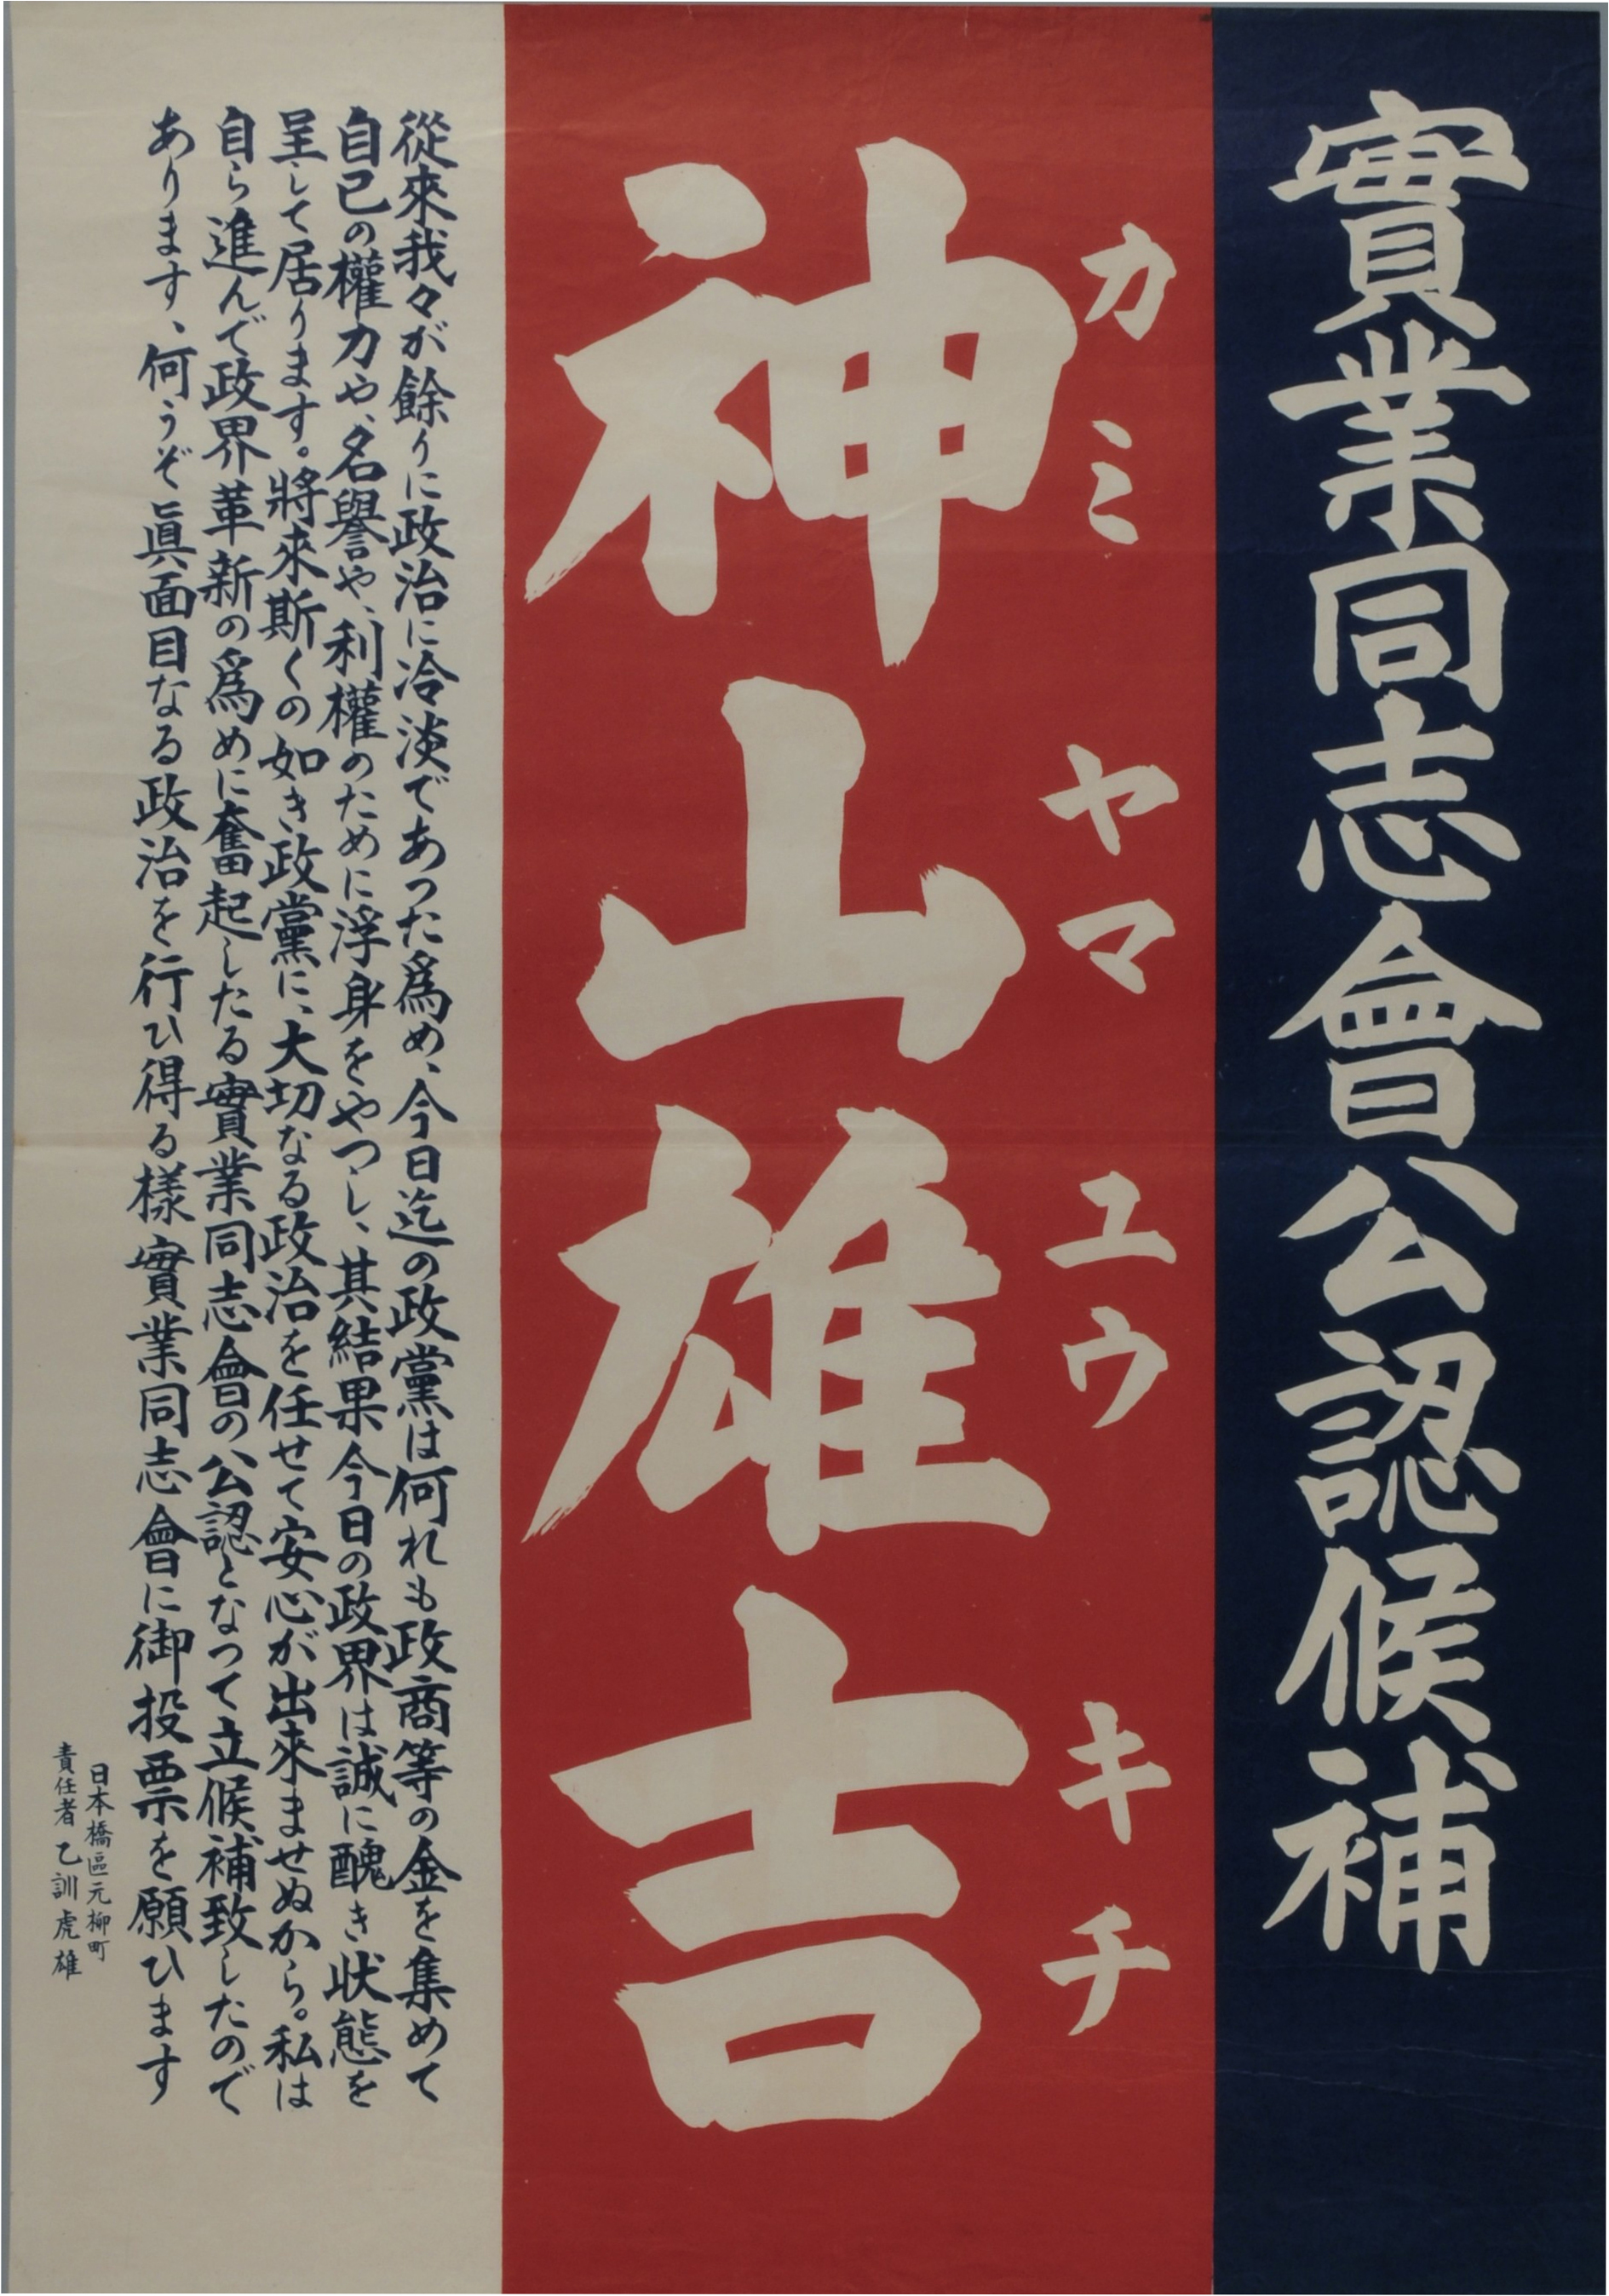 實業同志會公認候補
カミヤマユウキチ
神山雄吉
從來我々が餘りに政治に冷淡であつた爲め、今日迄の政黨は何れも政商等の金を集めて
自己の權力や、名譽や、利權のために浮身をやつし、其結果今日の政界は誠に醜き状態を
呈して居ります。將來斯くの如き政黨に、大切なる政治を任せて安心が出來ませぬから。私は
自ら進んで政界革新の爲めに奮起したる實業同志會の公認となつて立候補致したので
あります、何うぞ眞面目なる政治を行ひ得る樣實業同志會に御投票を願ひます
日本橋區元柳町
責任者 乙訓虎雄